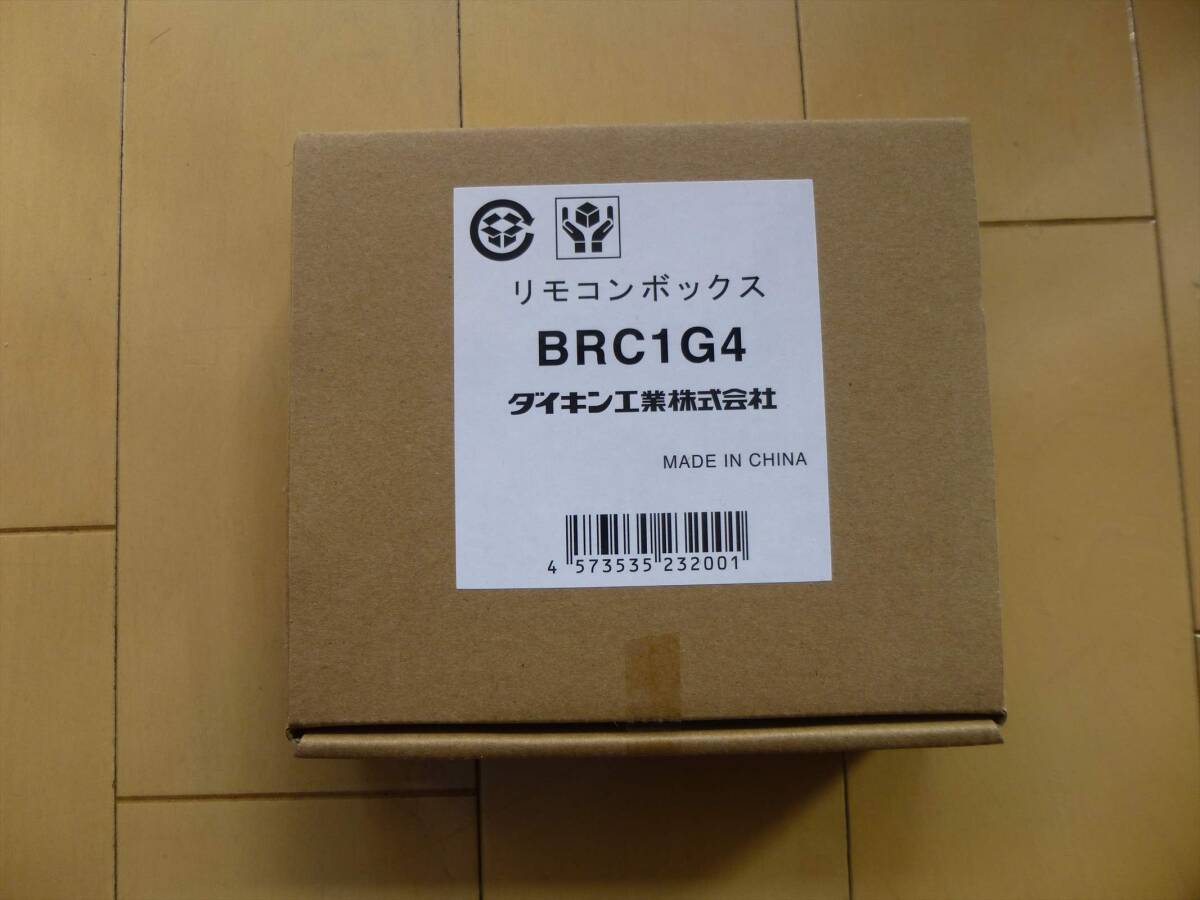 リモコンボックス
BRC1G4
ダイキン工業株式会社
MADE IN CHINA
4 573535 232001